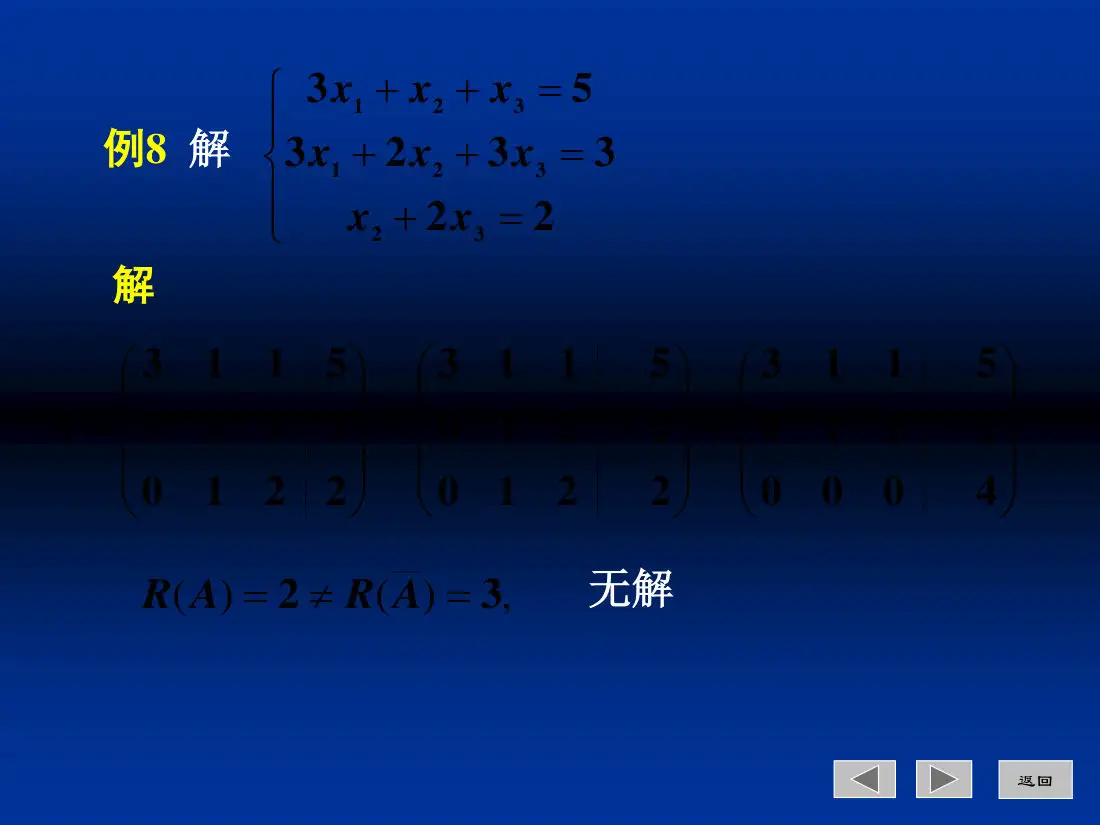 例8 解
3x₁ + x₂ + x₃ = 5
3x₁ + 2x₂ + 3x₃ = 3
x₂ + 2x₃ = 2
解
3 1 1 5 3 1 1 5 3 1 1 5
0 1 2 2 0 1 2 2 0 0 0 4
R(A) = 2 ≠ R(A̅) = 3, 无解
返回